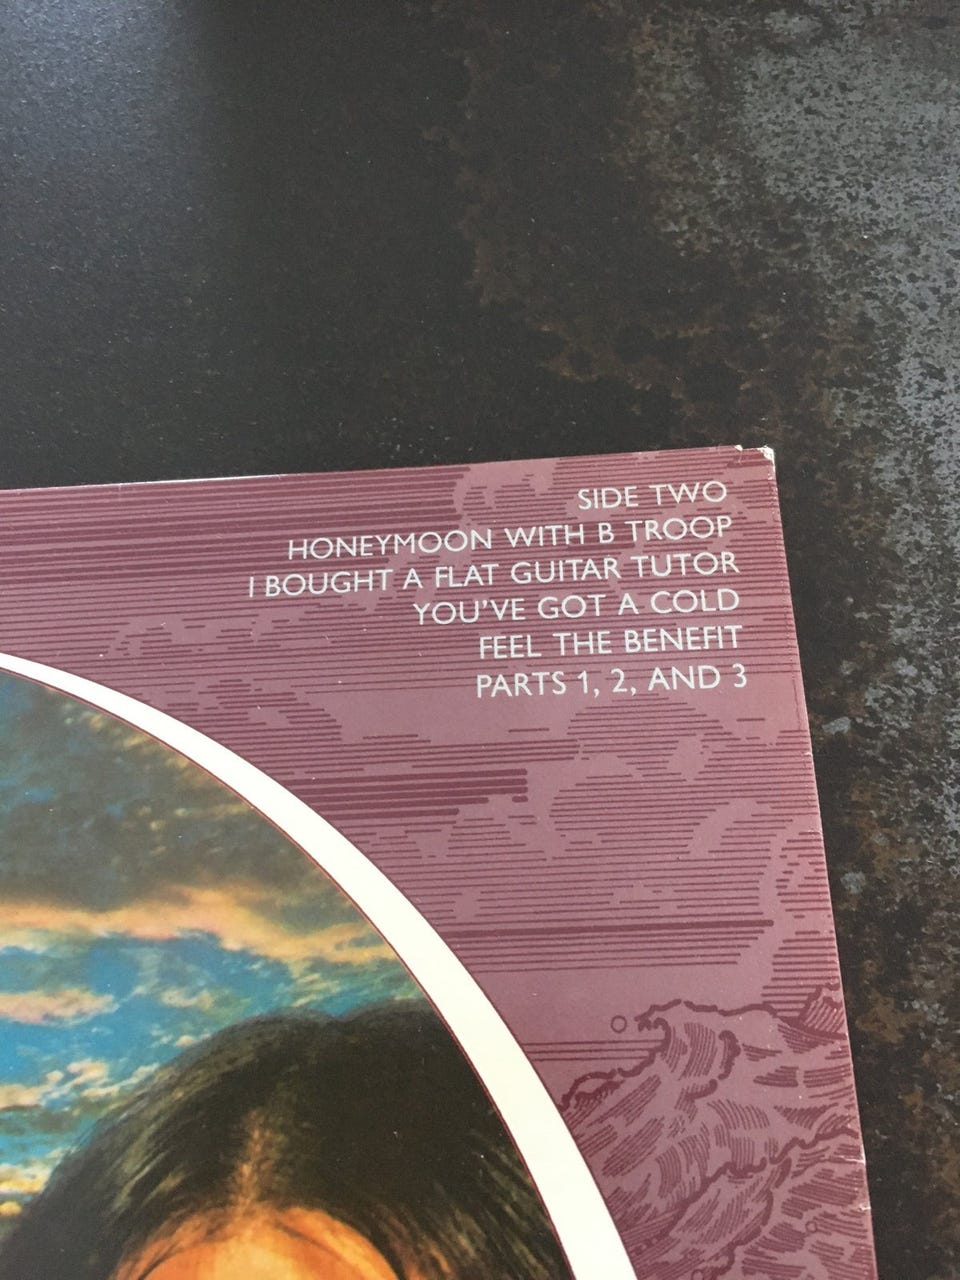 SIDE TWO
HONEYMOON WITH B TROOP
I BOUGHT A FLAT GUITAR TUTOR
YOU'VE GOT A COLD
FEEL THE BENEFIT
PARTS 1, 2, AND 3